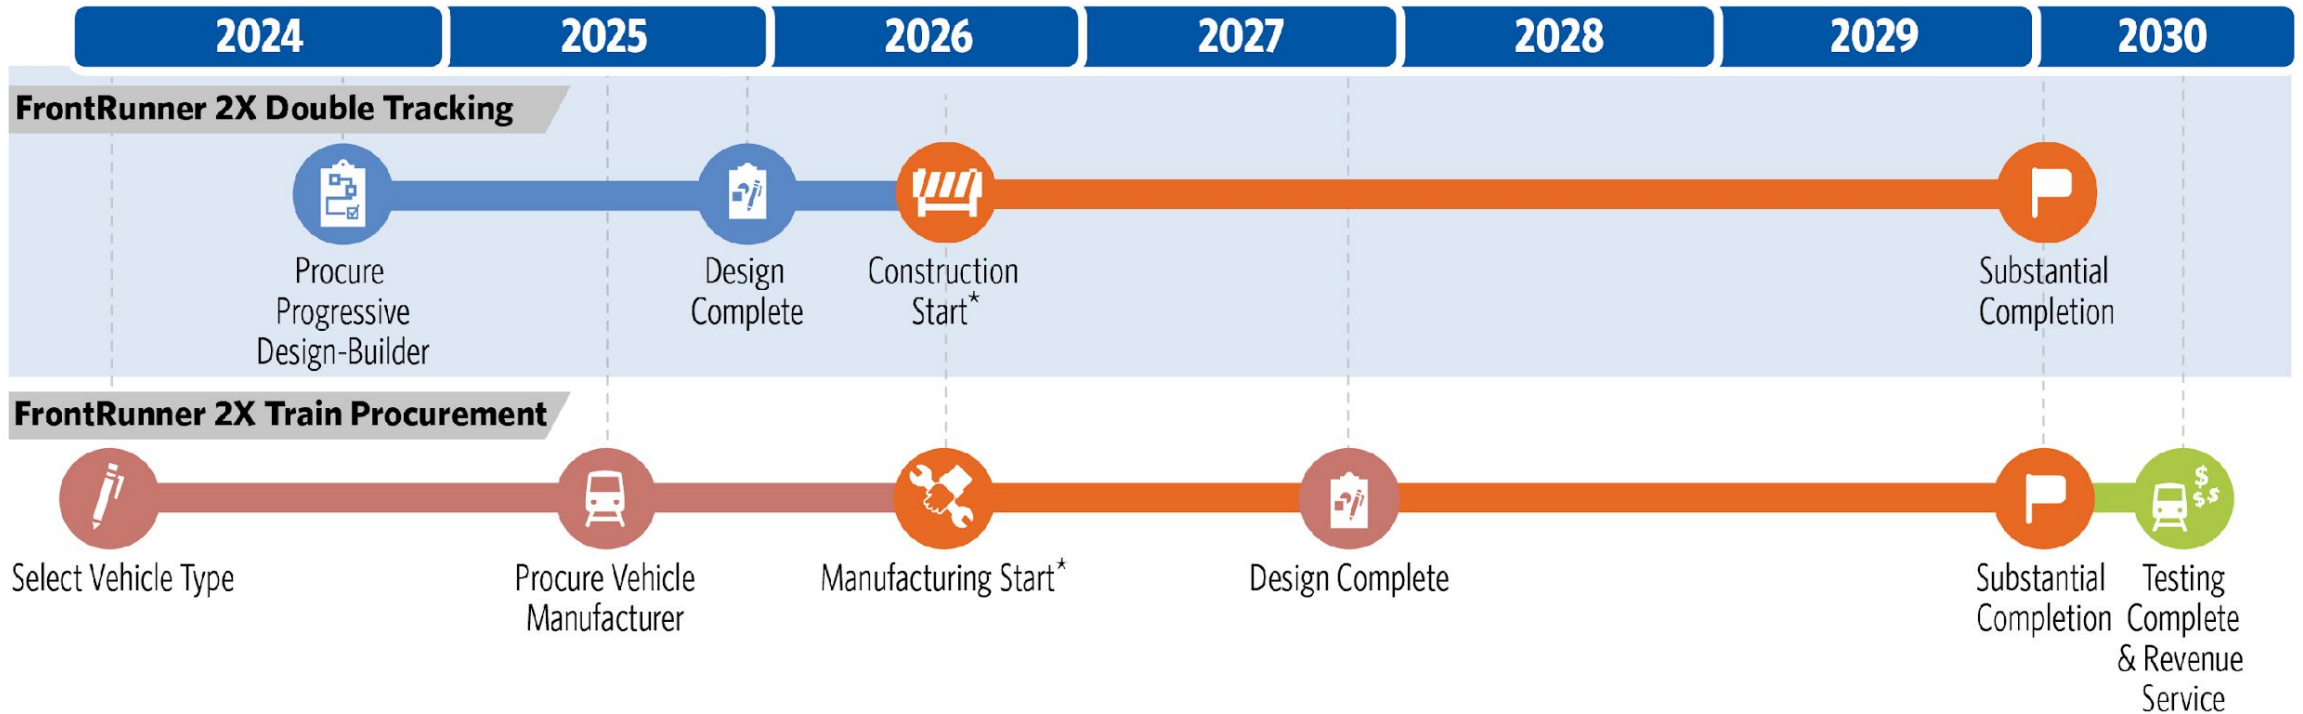 2024 2025 2026 2027 2028 2029 2030
FrontRunner 2X Double Tracking
Procure
Progressive
Design-Builder
Design
Complete
Construction
Start*
Substantial
Completion
FrontRunner 2X Train Procurement
Select Vehicle Type
Procure Vehicle
Manufacturer
Manufacturing Start*
Design Complete
Substantial
Completion
$
$ $
Testing
Complete
& Revenue
Service